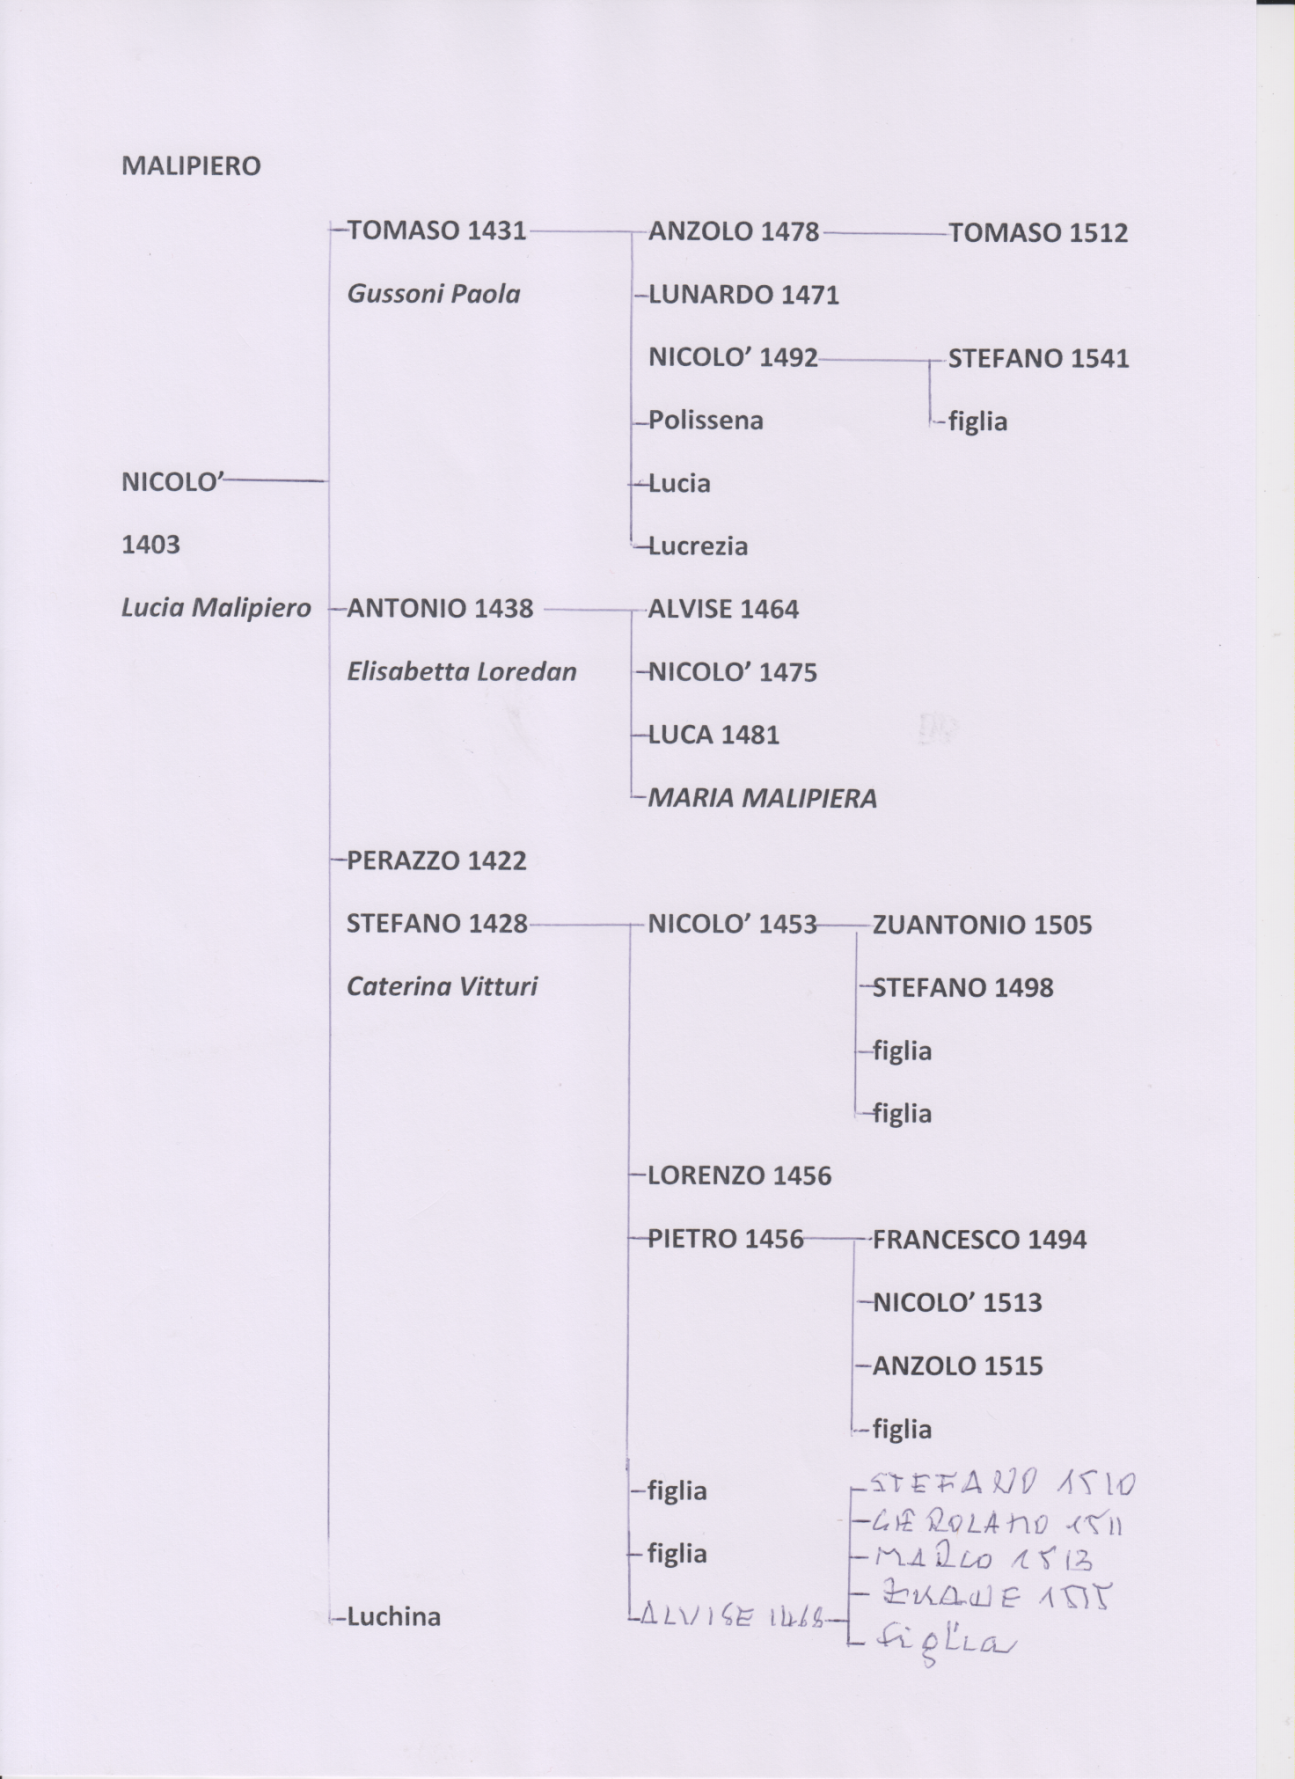 MALIPIERO
TOMASO 1431 ANZOLO 1478 TOMASO 1512
Gussoni Paola LUNARDO 1471
NICOLO’ 1492 STEFANO 1541
Polissena figlia
NICOLO’ Lucia
1403 Lucrezia
Lucia Malipiero ANTONIO 1438 ALVISE 1464
Elisabetta Loredan NICOLO’ 1475
LUCA 1481
MARIA MALIPIERA
PERAZZO 1422
STEFANO 1428 NICOLO’ 1453 ZUANTONIO 1505
Caterina Vitturi STEFANO 1498
figlia
figlia
LORENZO 1456
PIETRO 1456 FRANCESCO 1494
NICOLO’ 1513
ANZOLO 1515
figlia
figlia STEFANO 1510
GIEROLAMO 1511
figlia MARCO 1513
ZUANE 1515
Luchina ALVISE 1468
figlia